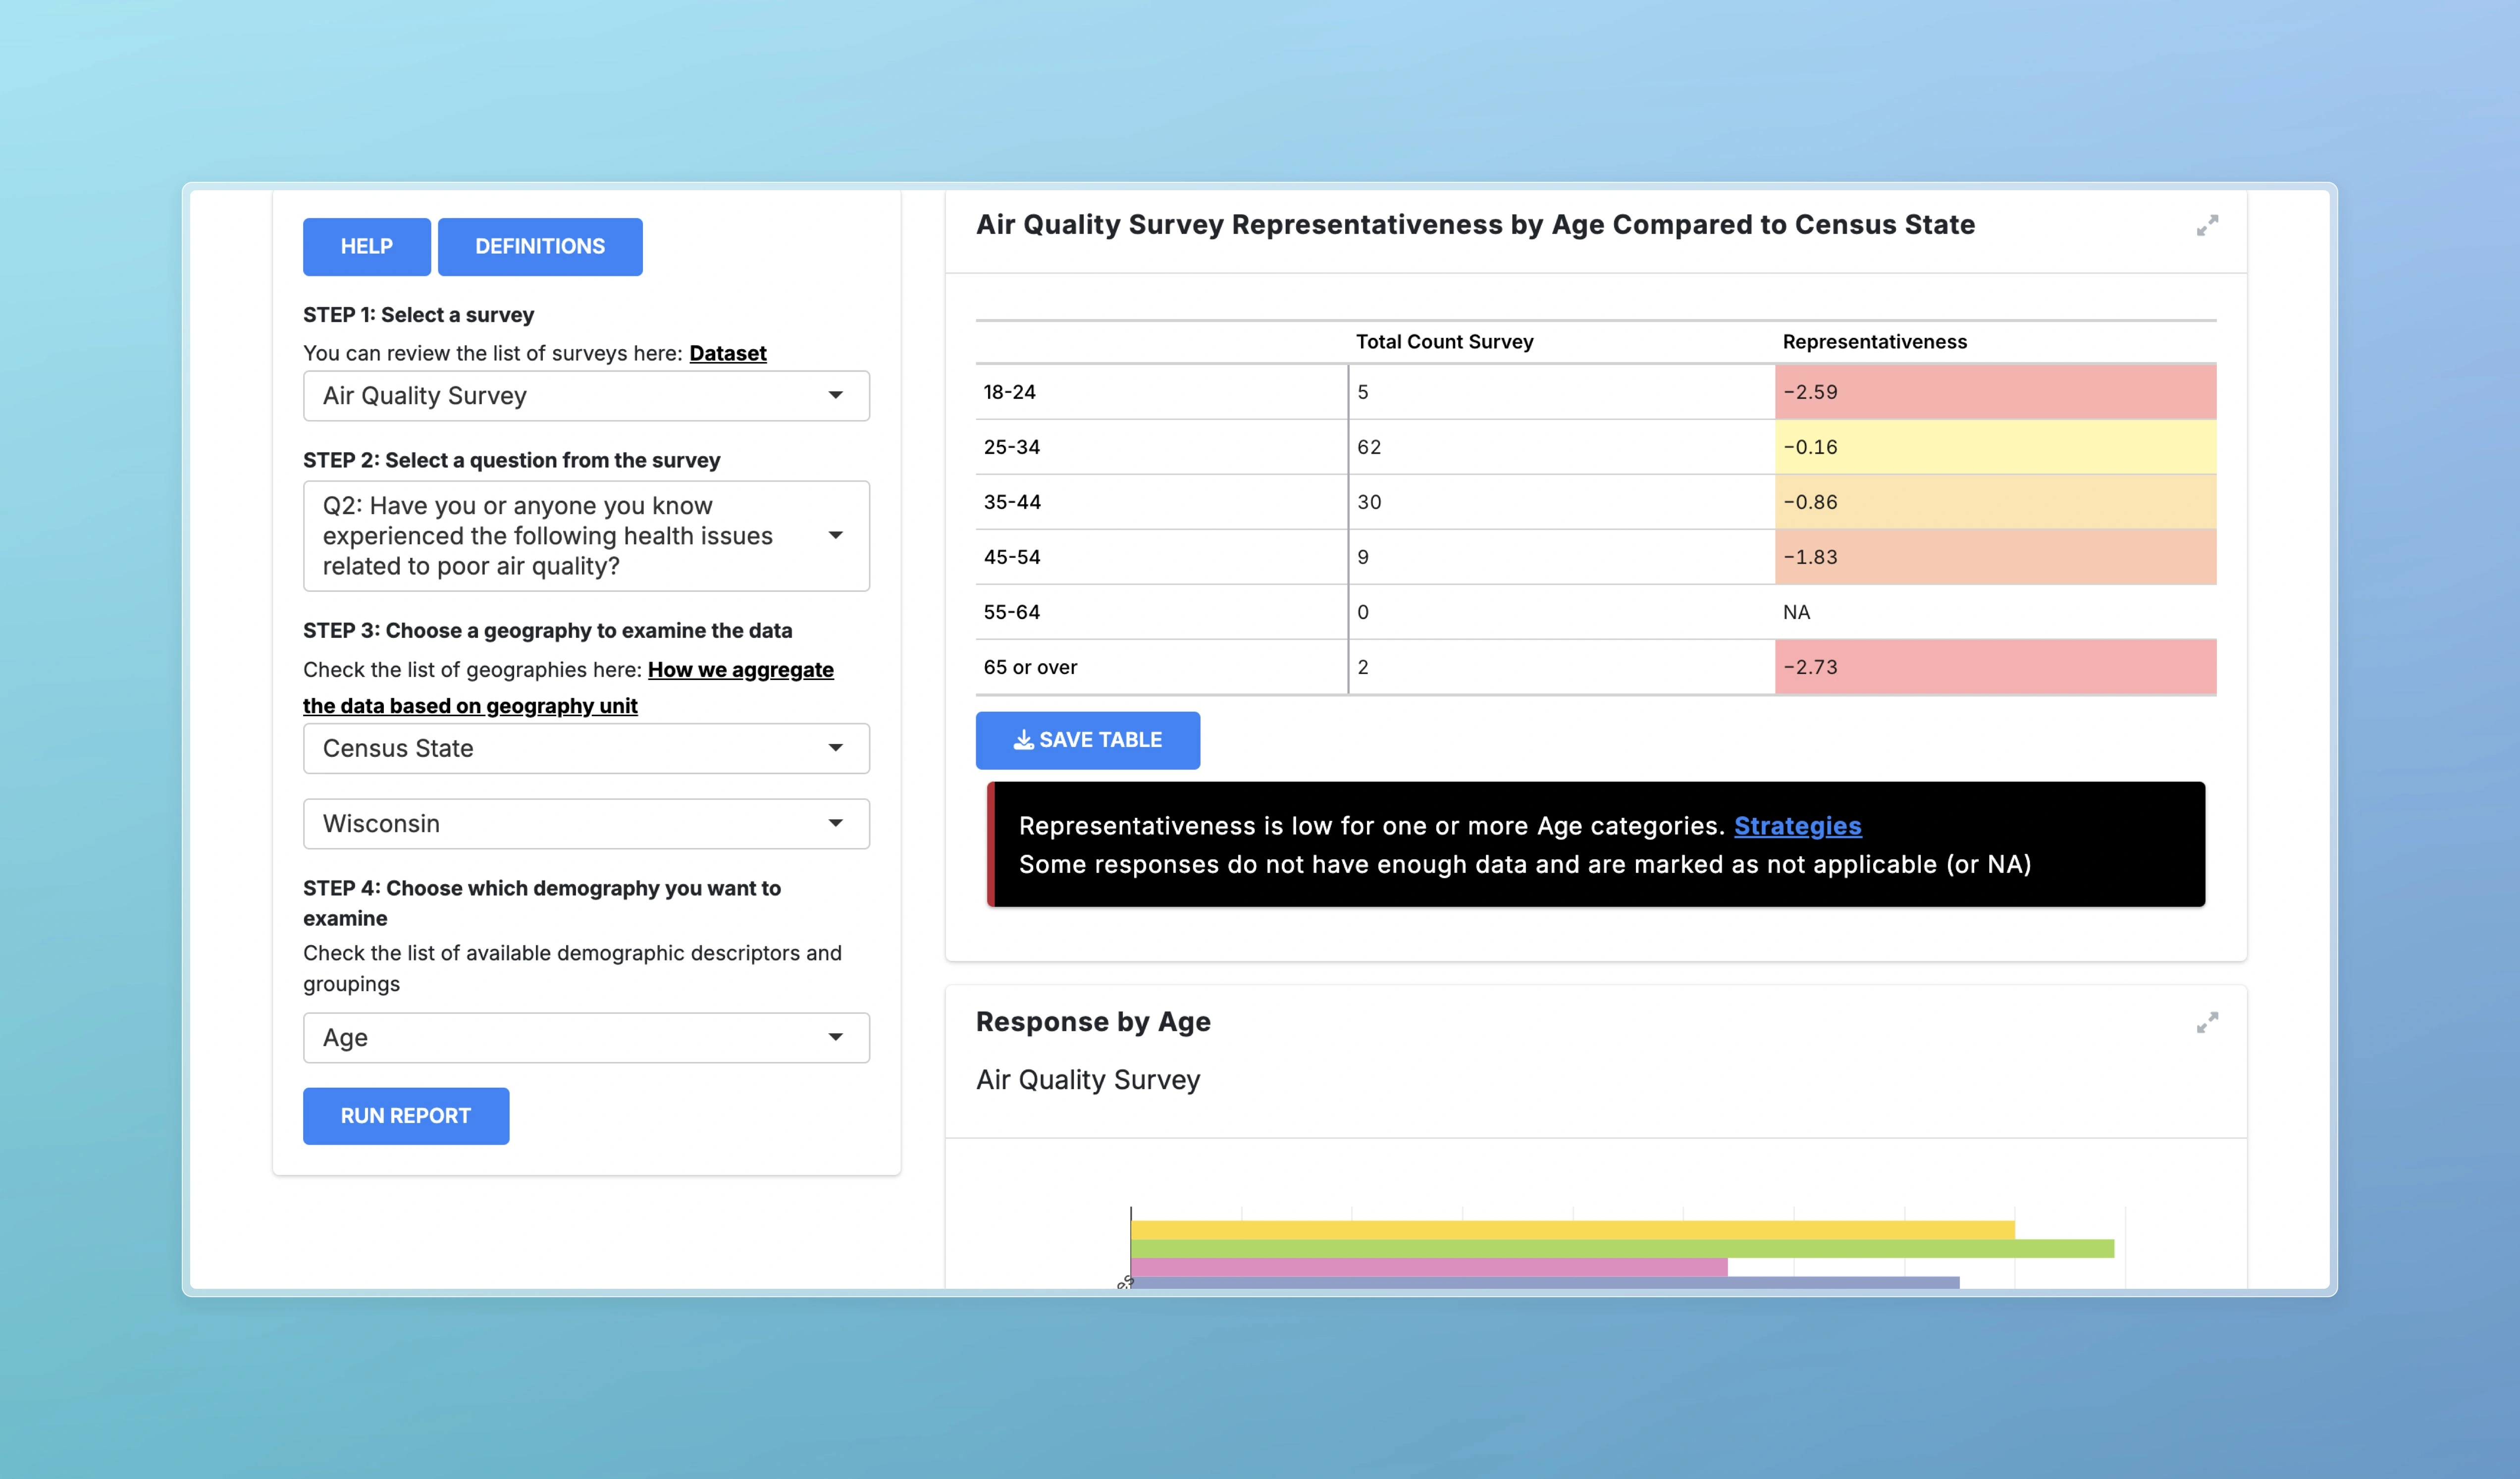 HELP
DEFINITIONS
STEP 1: Select a survey
You can review the list of surveys here: Dataset
Air Quality Survey
STEP 2: Select a question from the survey
Q2: Have you or anyone you know
experienced the following health issues
related to poor air quality?
STEP 3: Choose a geography to examine the data
Check the list of geographies here: How we aggregate
the data based on geography unit
Census State
Wisconsin
STEP 4: Choose which demography you want to
examine
Check the list of available demographic descriptors and
groupings
Age
RUN REPORT
Air Quality Survey Representativeness by Age Compared to Census State
Total Count Survey Representativeness
18-24 5 −2.59
25-34 62 −0.16
35-44 30 −0.86
45-54 9 −1.83
55-64 0 NA
65 or over 2 −2.73
SAVE TABLE
Representativeness is low for one or more Age categories. Strategies
Some responses do not have enough data and are marked as not applicable (or NA)
Response by Age
Air Quality Survey